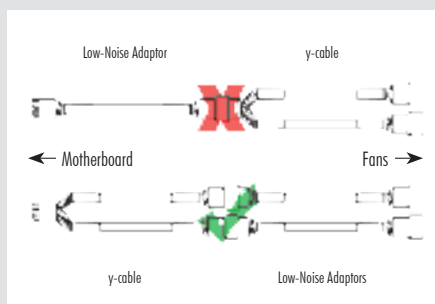 Low-Noise Adaptor
y-cable
Motherboard
Fans
y-cable
Low-Noise Adaptors